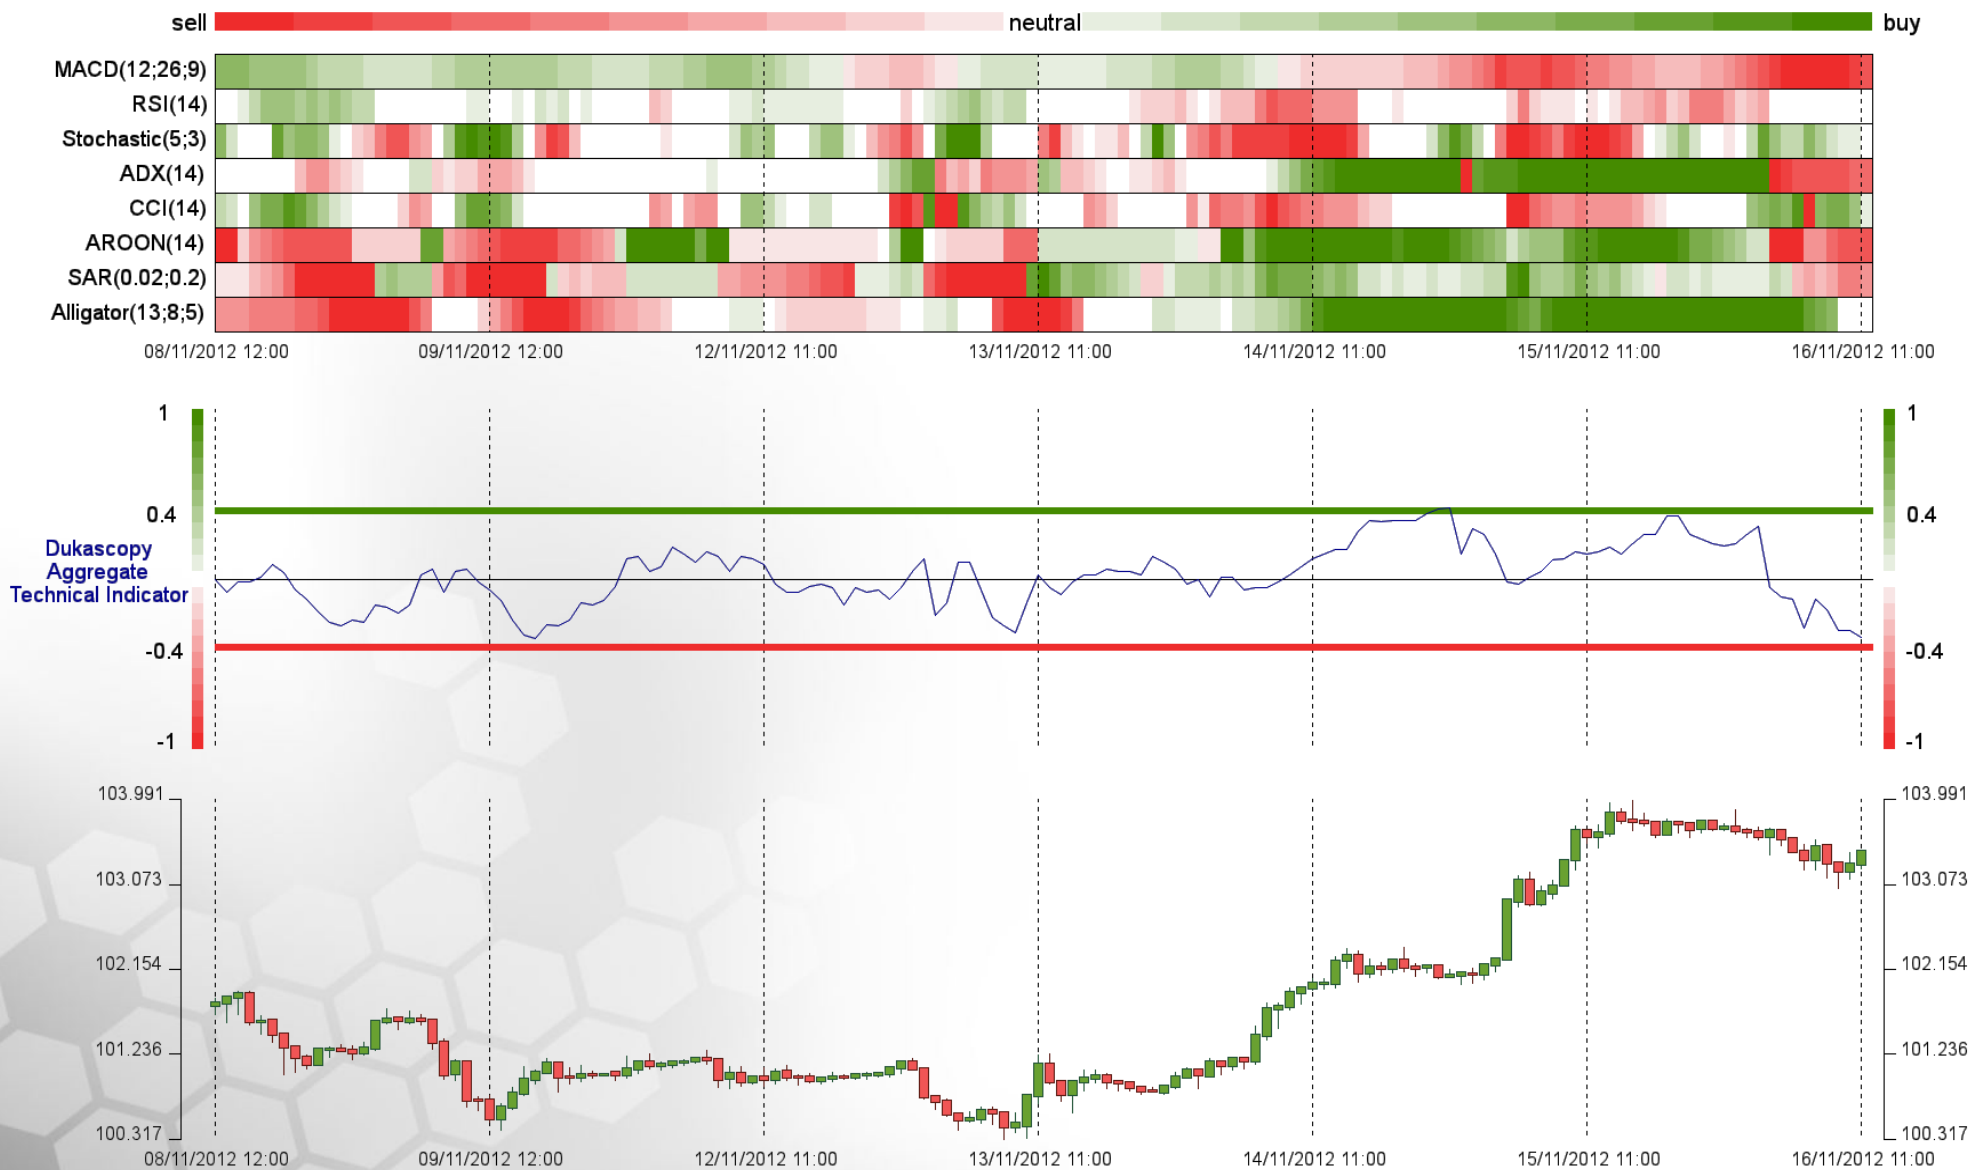 sell neutral buy
MACD(12;26;9)
RSI(14)
Stochastic(5;3)
ADX(14)
CCI(14)
AROON(14)
SAR(0.02;0.2)
Alligator(13;8;5)
08/11/2012 12:00 09/11/2012 12:00 12/11/2012 11:00 13/11/2012 11:00 14/11/2012 11:00 15/11/2012 11:00 16/11/2012 11:00
1 1
0.4 0.4
Dukascopy
Aggregate
Technical Indicator
-0.4 -0.4
-1 -1
103.991 103.991
103.073 103.073
102.154 102.154
101.236 101.236
100.317 100.317
08/11/2012 12:00 09/11/2012 12:00 12/11/2012 11:00 13/11/2012 11:00 14/11/2012 11:00 15/11/2012 11:00 16/11/2012 11:00